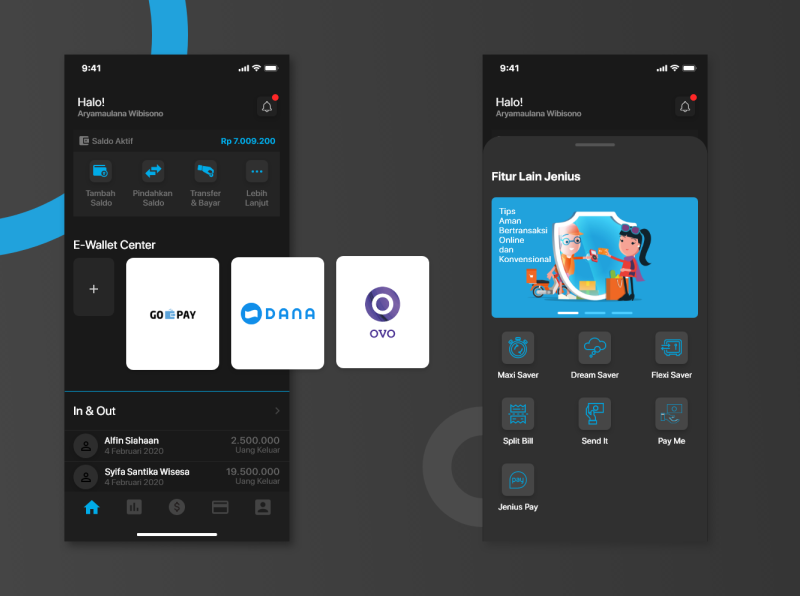 9:41
Halo!
Aryamaulana Wibisono
Saldo Aktif Rp 7.009.200
Tambah Saldo
Pindahkan Saldo
Transfer & Bayar
Lebih Lanjut
E-Wallet Center
+
GOPAY
DANA
OVO
In & Out
Alfin Siahaan 2.500.000
4 Februari 2020 Uang Keluar
Syifa Santika Wisesa 19.500.000
4 Februari 2020 Uang Keluar
9:41
Halo!
Aryamaulana Wibisono
Fitur Lain Jenius
Tips
Aman
Bertransaksi
Online
dan
Konvensional
Maxi Saver
Dream Saver
Flexi Saver
Split Bill
Send It
Pay Me
pay
Jenius Pay